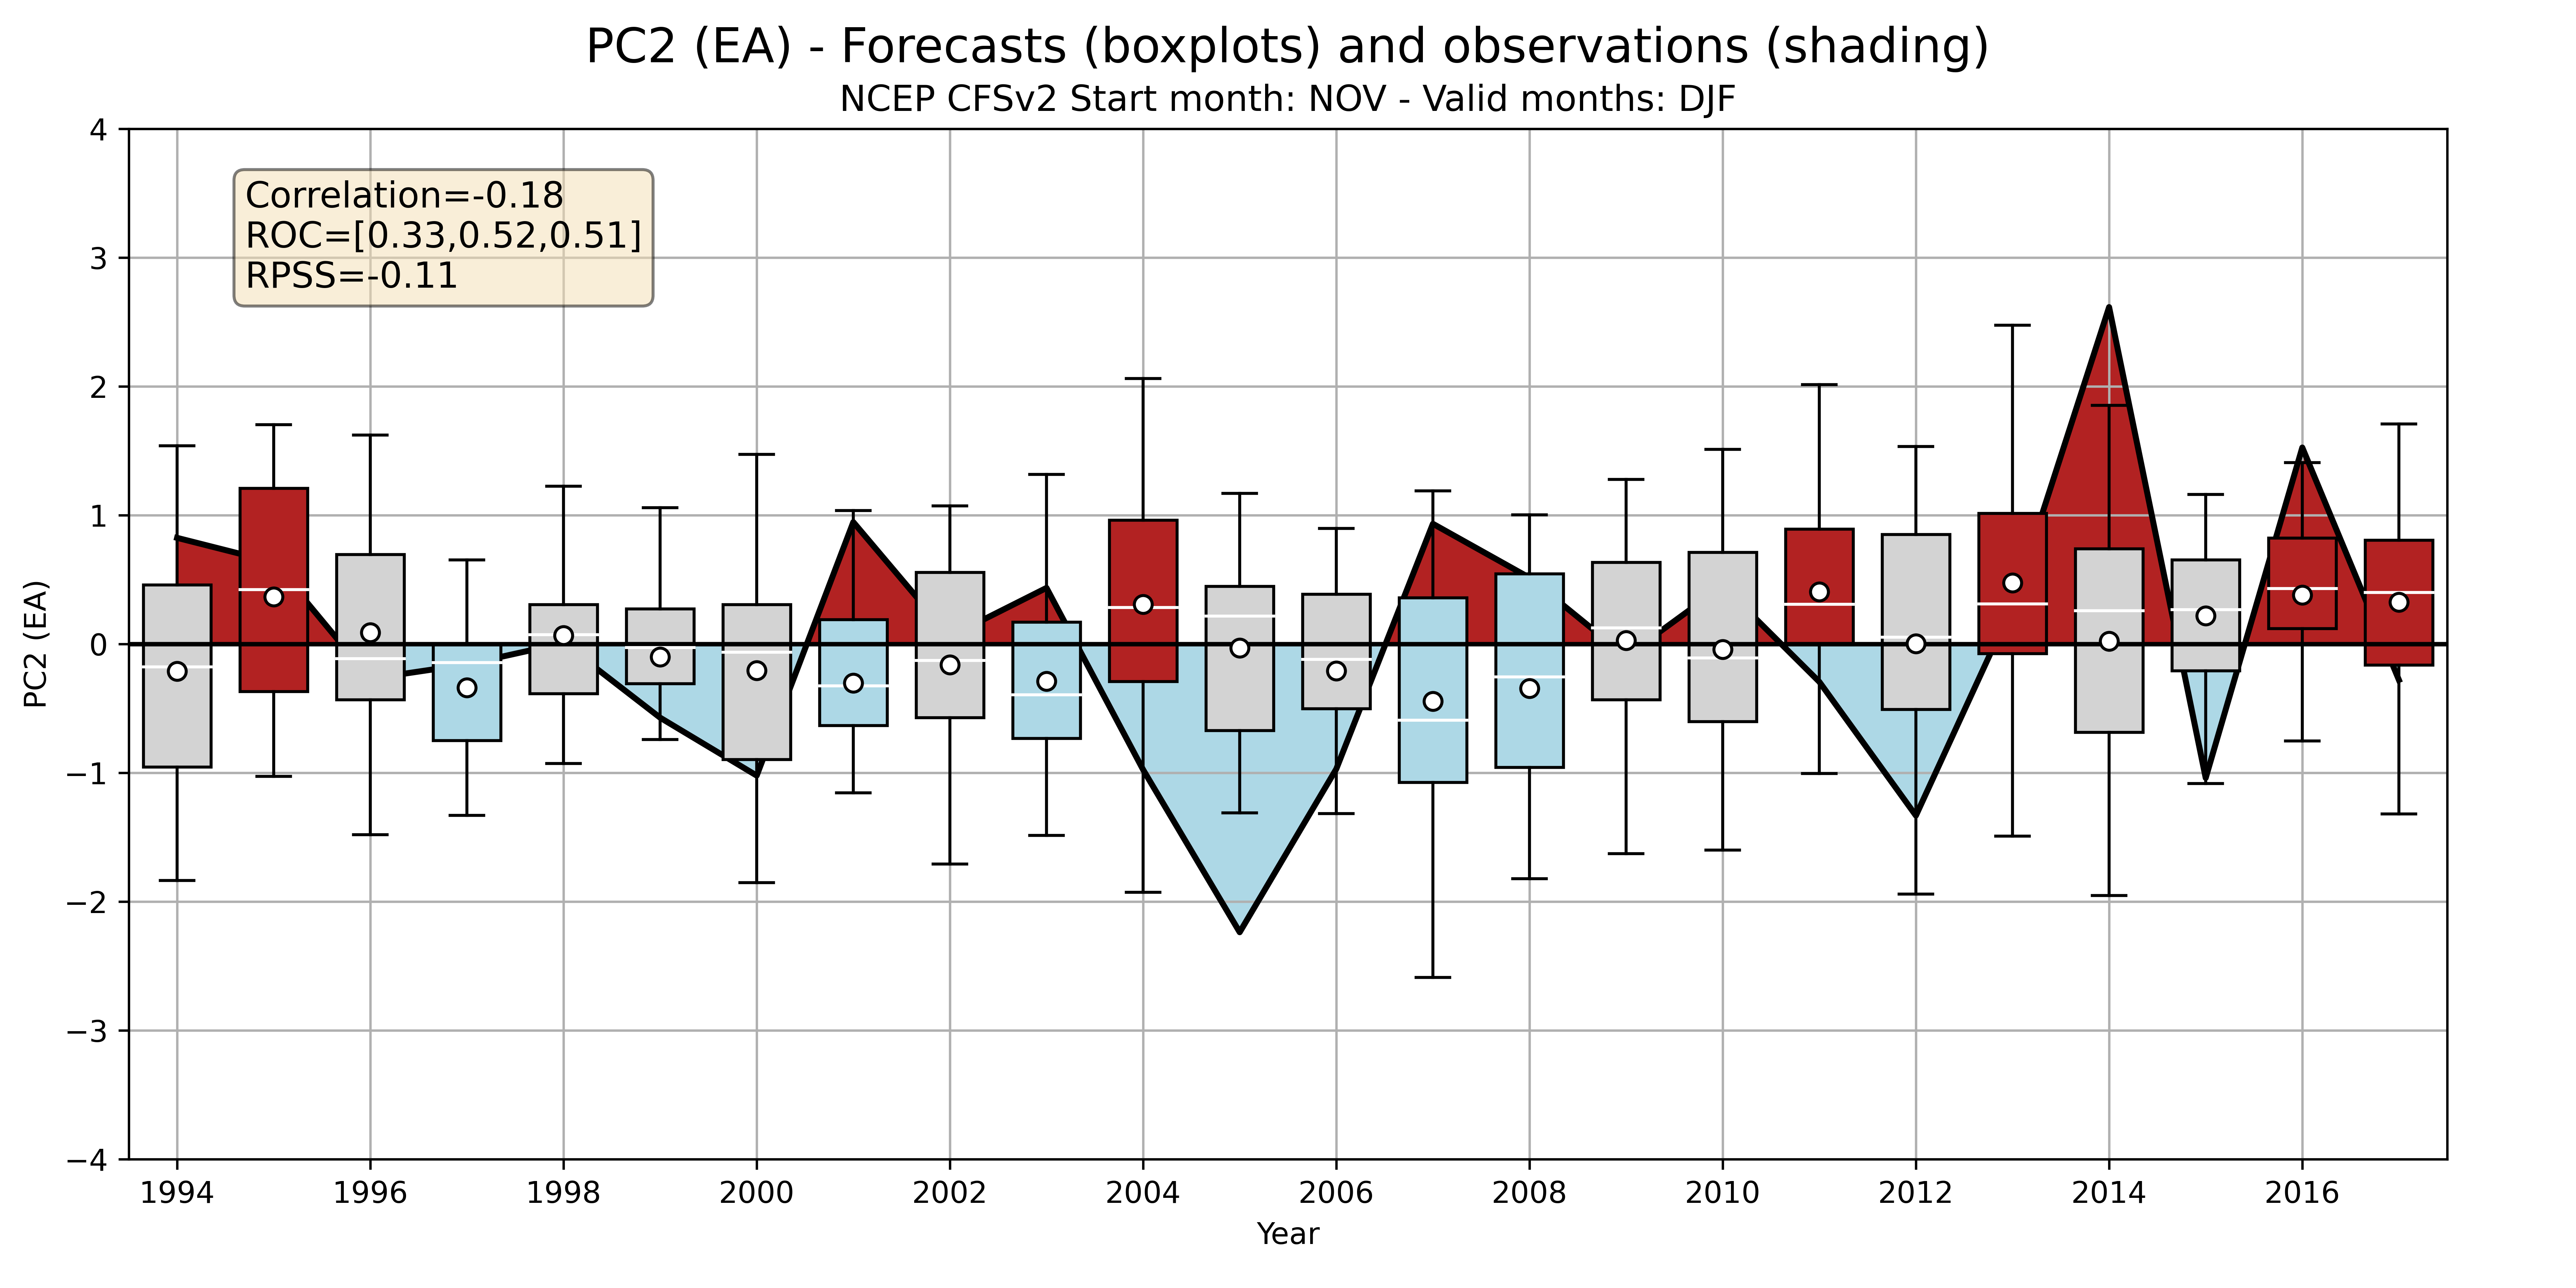 PC2 (EA) - Forecasts (boxplots) and observations (shading)
NCEP CFSv2 Start month: NOV - Valid months: DJF
Correlation=-0.18
ROC=[0.33,0.52,0.51]
RPSS=-0.11
PC2 (EA)
4
3
2
1
0
−1
−2
−3
−4
1994 1996 1998 2000 2002 2004 2006 2008 2010 2012 2014 2016
Year